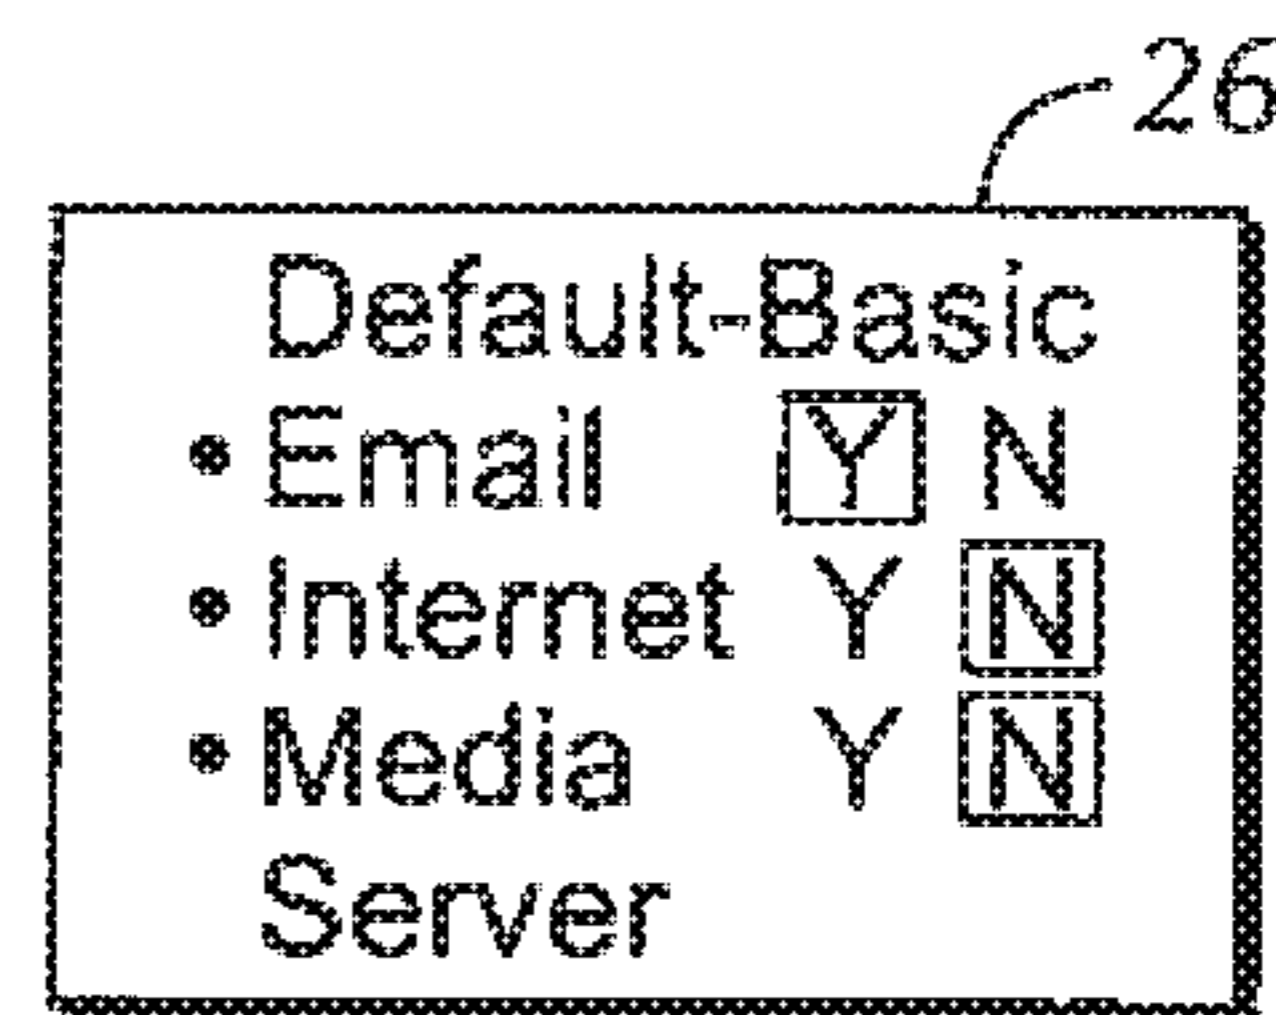 26
Default-Basic
• Email Y N
• Internet Y N
• Media Y N
Server